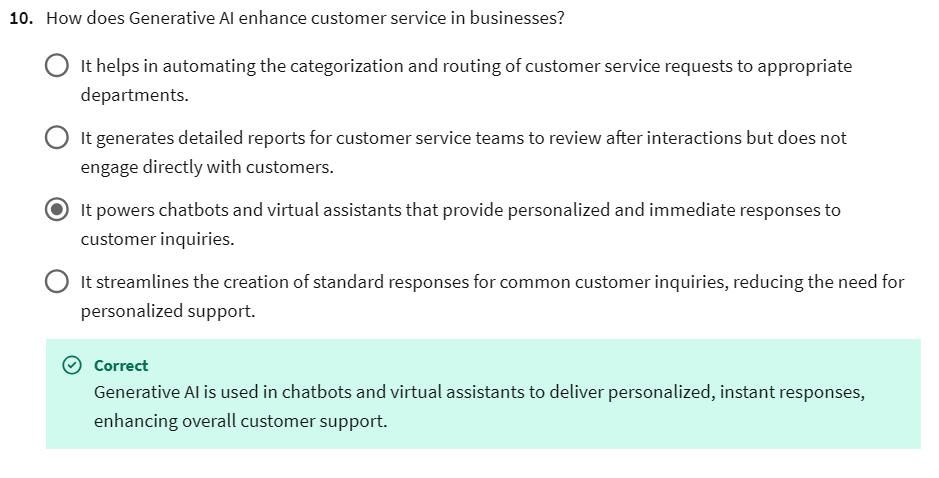 10. How does Generative AI enhance customer service in businesses?
It helps in automating the categorization and routing of customer service requests to appropriate
departments.
It generates detailed reports for customer service teams to review after interactions but does not
engage directly with customers.
It powers chatbots and virtual assistants that provide personalized and immediate responses to
customer inquiries.
It streamlines the creation of standard responses for common customer inquiries, reducing the need for
personalized support.
Correct
Generative AI is used in chatbots and virtual assistants to deliver personalized, instant responses,
enhancing overall customer support.